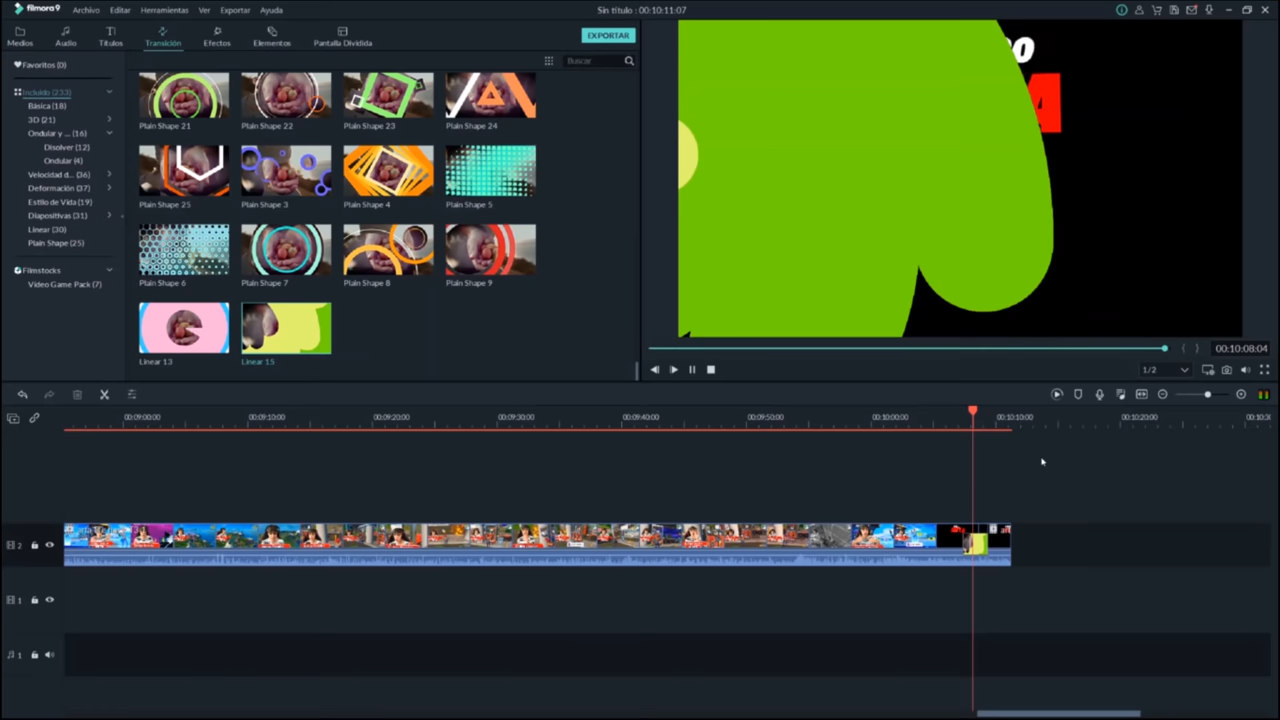 filmora9 Archivo Editar Herramientas Ver Exportar Ayuda Sin título : 00:10:11:07
Medios Audio Títulos Transición Efectos Elementos Pantalla Dividida EXPORTAR
Favoritos (0)
Buscar
Incluido (233)
Básica (18)
3D (21)
Ondular y ... (16)
Disolver (12)
Ondular (4)
Velocidad d... (36)
Deformación (37)
Estilo de Vida (19)
Diapositivas (31)
Linear (30)
Plain Shape (25)
Filmstocks
Video Game Pack (7)
Plain Shape 21 Plain Shape 22 Plain Shape 23 Plain Shape 24
Plain Shape 25 Plain Shape 3 Plain Shape 4 Plain Shape 5
Plain Shape 6 Plain Shape 7 Plain Shape 8 Plain Shape 9
Linear 13 Linear 15
00:10:08:04
1/2
00:09:00:00 00:09:10:00 00:09:20:00 00:09:30:00 00:09:40:00 00:09:50:00 00:10:00:00 00:10:10:00 00:10:20:00 00:10:30
2
1
1